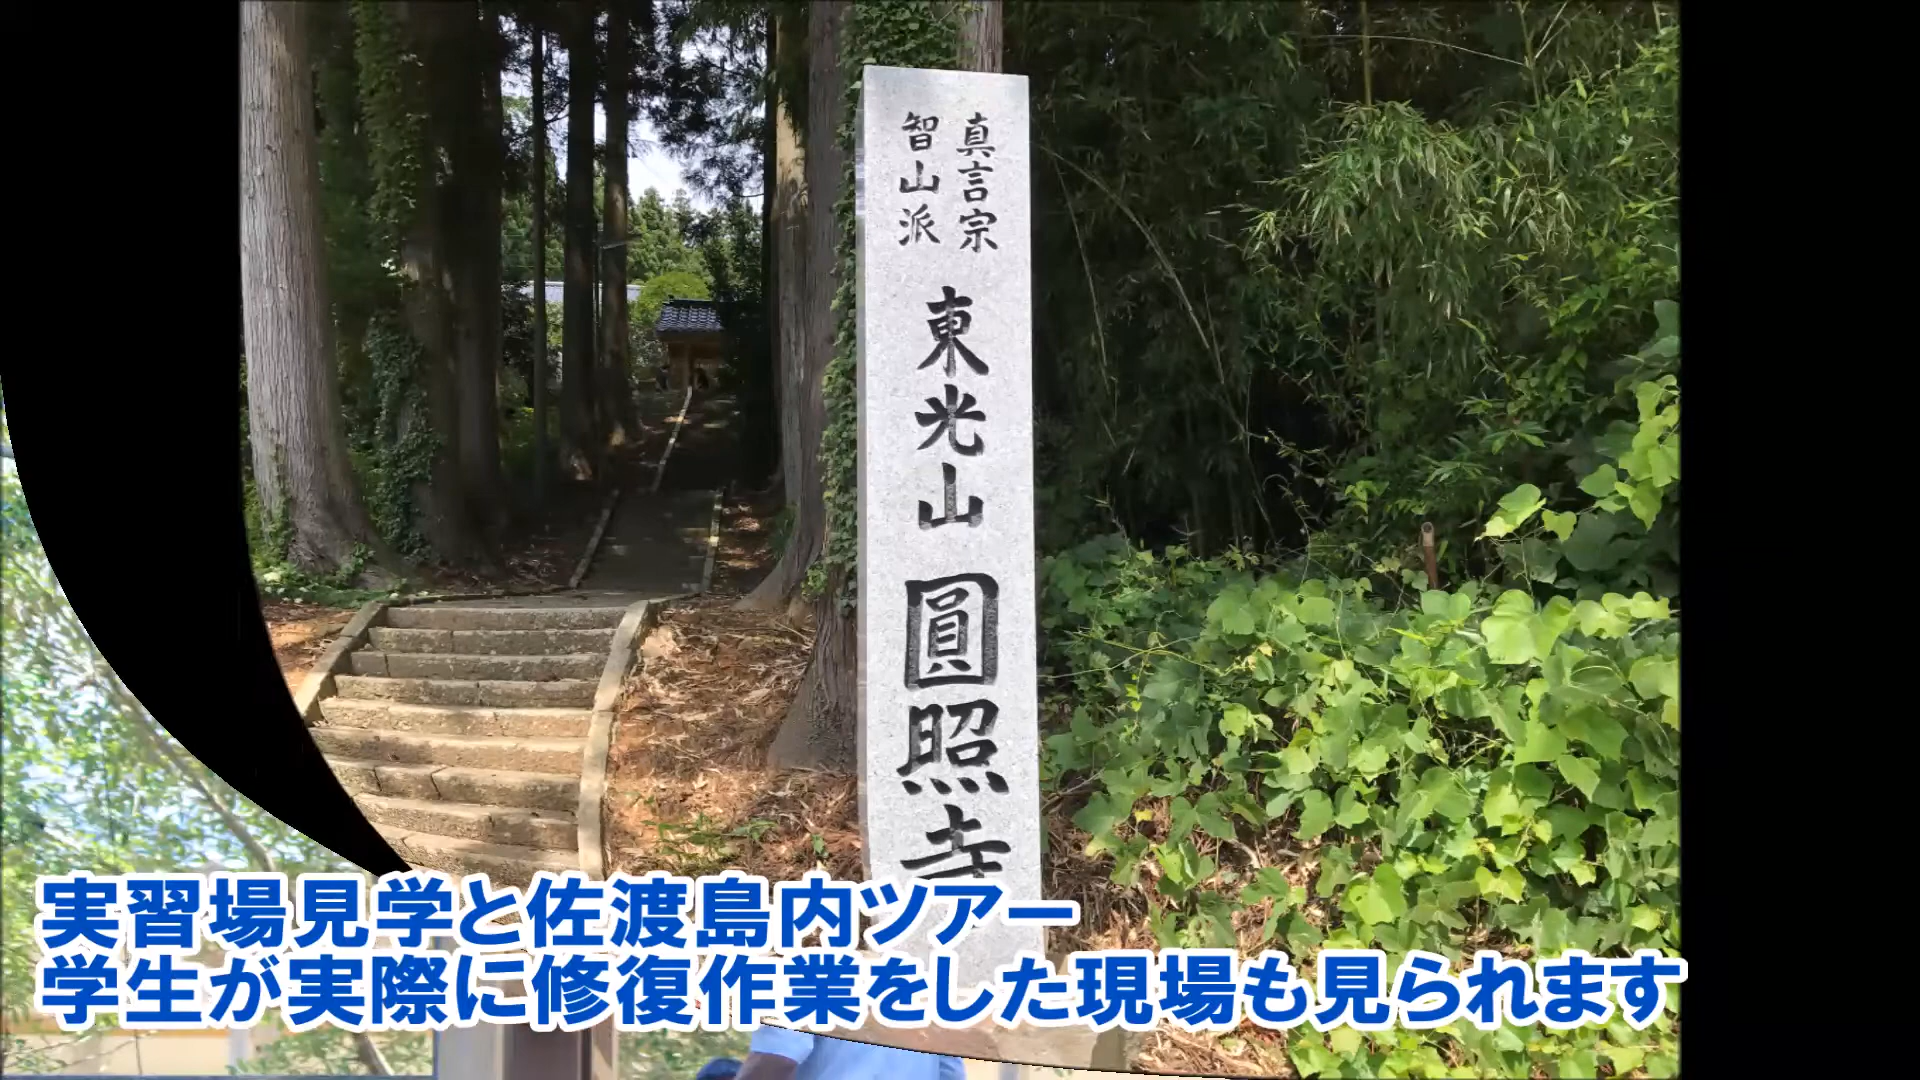 真言宗
智山派
東光山 圓照寺
実習場見学と佐渡島内ツアー
学生が実際に修復作業をした現場も見られます